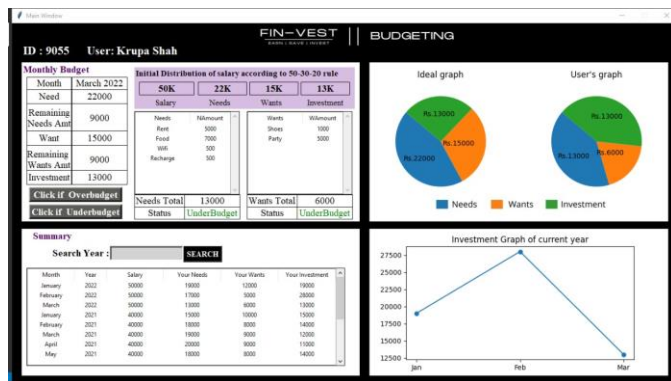 Main Window
FIN-VEST || BUDGETING
EARN | SAVE | INVEST
ID : 9055 User: Krupa Shah
Monthly Budget
Month March 2022
Need 22000
Remaining Needs Amt 9000
Want 15000
Remaining Wants Amt 9000
Investment 13000
Click if Overbudget
Click if Underbudget
Initial Distribution of salary according to 50-30-20 rule
50K 22K 15K 13K
Salary Needs Wants Investment
Needs NAmount
Rent 5000
Food 7000
Wifi 500
Recharge 500
Wants WAmount
Shoes 1000
Party 5000
Needs Total 13000 Wants Total 6000
Status UnderBudget Status UnderBudget
Ideal graph User's graph
Rs.13000
Rs.15000
Rs.22000
Rs.13000
Rs.6000
Rs.13000
Needs Wants Investment
Summary
Search Year : SEARCH
Month Year Salary Your Needs Your Wants Your Investment
January 2022 50000 19000 12000 19000
February 2022 50000 17000 5000 28000
March 2022 50000 13000 6000 13000
January 2021 40000 15000 10000 15000
February 2021 40000 18000 8000 14000
March 2021 40000 19000 9000 12000
April 2021 40000 20000 9000 11000
May 2021 40000 18000 8000 14000
Investment Graph of current year
27500
25000
22500
20000
17500
15000
12500
Jan Feb Mar